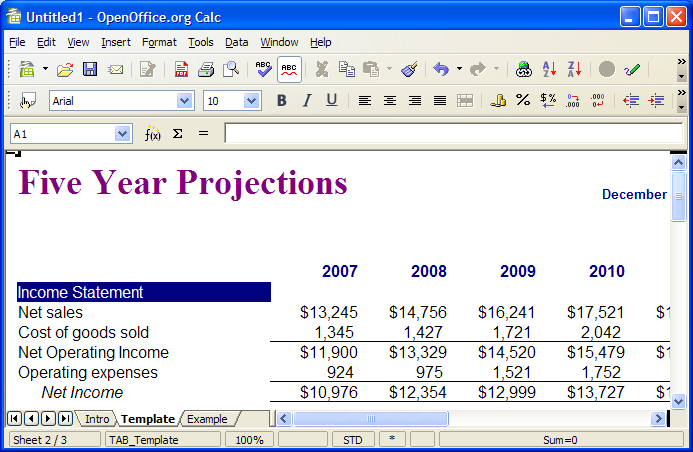 Untitled1 - OpenOffice.org Calc
File Edit View Insert Format Tools Data Window Help
ABC ABC A Z Z A
Arial 10 B I U % $% .000 .000
A1 f(x) Σ =
Five Year Projections
December
2007 2008 2009 2010
Income Statement
Net sales $13,245 $14,756 $16,241 $17,521 $1
Cost of goods sold 1,345 1,427 1,721 2,042
Net Operating Income $11,900 $13,329 $14,520 $15,479 $1
Operating expenses 924 975 1,521 1,752
Net Income $10,976 $12,354 $12,999 $13,727 $1
Intro Template Example
Sheet 2 / 3 TAB_Template 100% STD * Sum=0